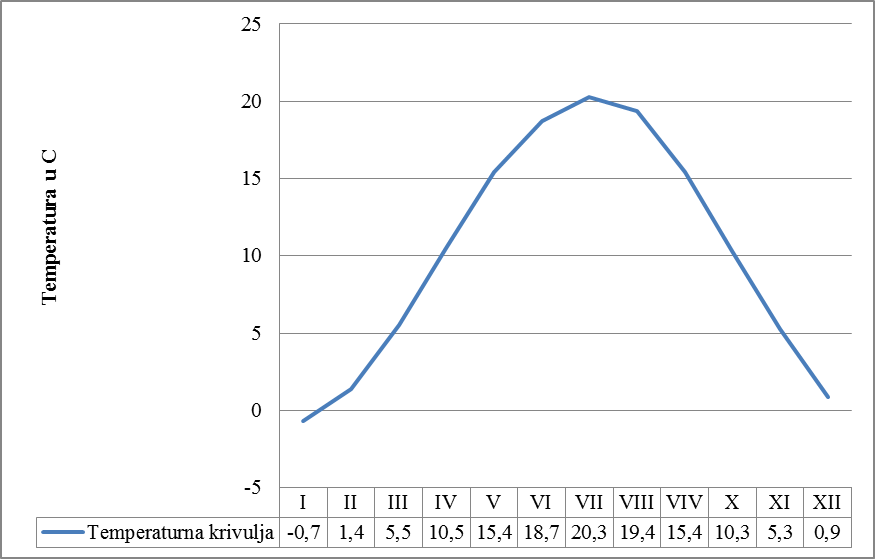 25
20
15
10
5
0
-5
Temperatura u C
I II III IV V VI VII VIII VIV X XI XII
Temperaturna krivulja -0,7 1,4 5,5 10,5 15,4 18,7 20,3 19,4 15,4 10,3 5,3 0,9